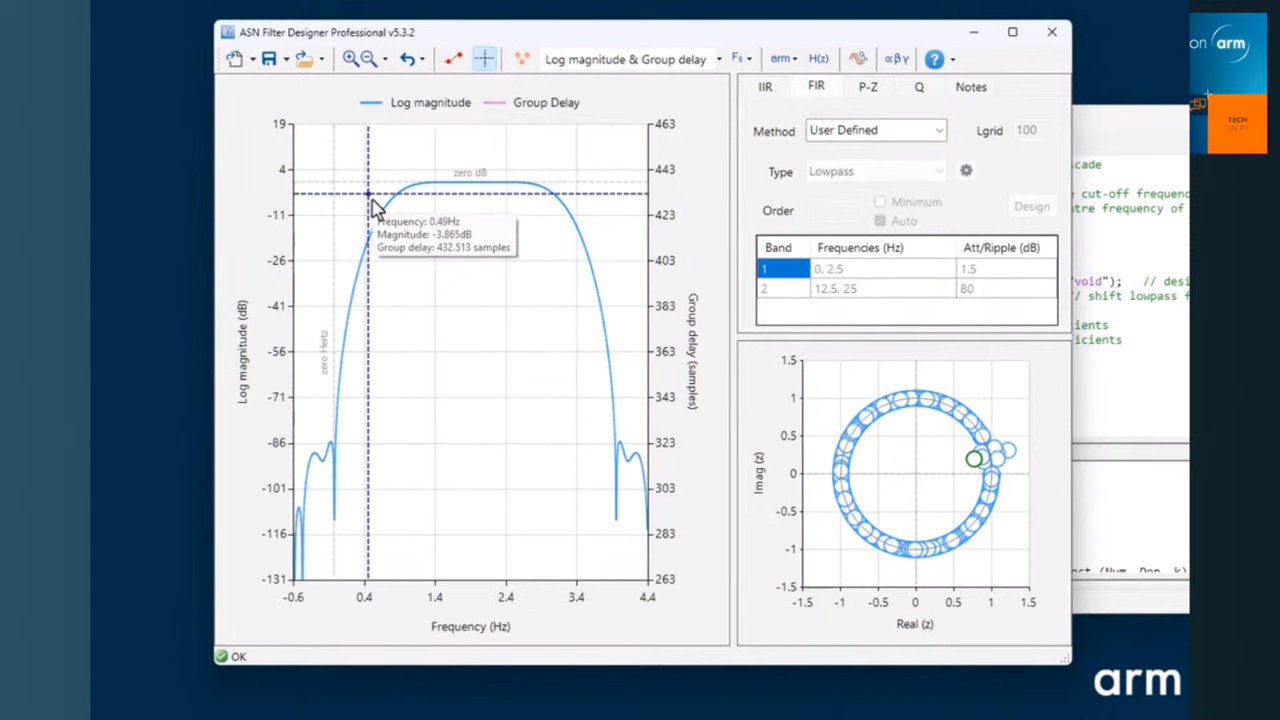 ASN Filter Designer Professional v5.3.2
Log magnitude & Group delay
Fs
arm
H(z)
αβγ
Log magnitude
Group Delay
19
4
-11
-26
-41
-56
-71
-86
-101
-116
-131
463
443
423
403
383
363
343
323
303
283
263
zero dB
zero Hertz
Frequency: 0.49Hz
Magnitude: -3.865dB
Group delay: 432.513 samples
Log magnitude (dB)
Group delay (samples)
-0.6
0.4
1.4
2.4
3.4
4.4
Frequency (Hz)
IIR
FIR
P-Z
Q
Notes
Method
User Defined
Lgrid
100
Type
Lowpass
Order
Minimum
Auto
Design
Band
Frequencies (Hz)
Att/Ripple (dB)
1
0, 2.5
1.5
2
12.5, 25
80
1.5
1
0.5
0
-0.5
-1
-1.5
Imag (z)
-1.5
-1
-0.5
0
0.5
1
1.5
Real (z)
OK
on arm
TECH
TALKS
cut-off
centre frequency of
"void"); // desi
// shift lowpass f
(Num, Den, k)
arm